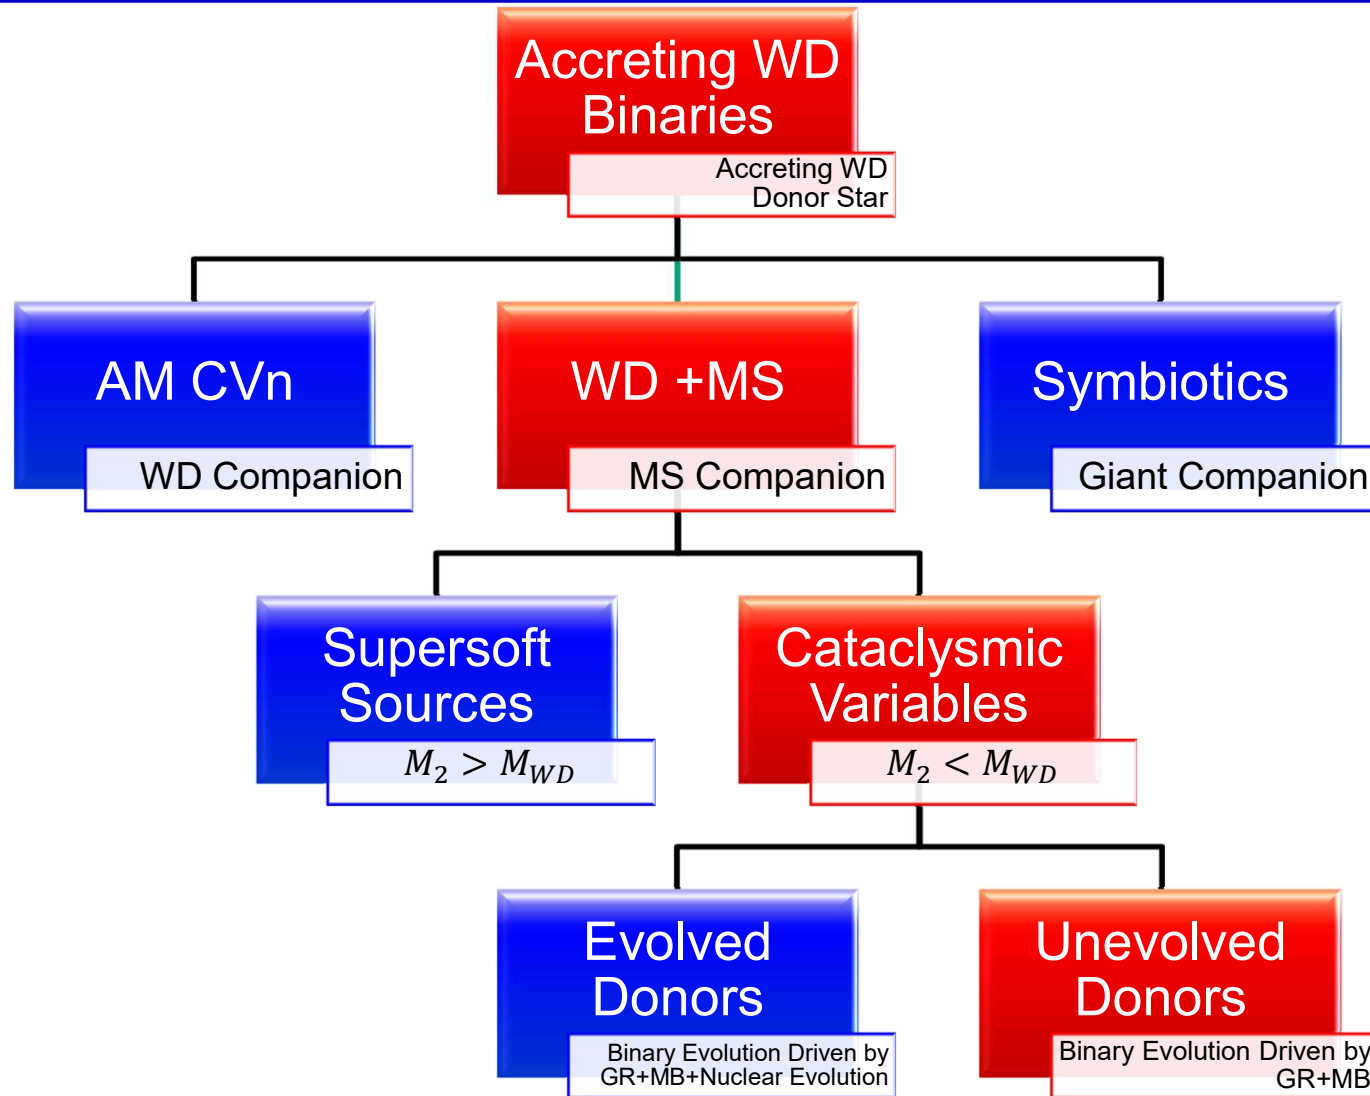 Accreting WD
Binaries
Accreting WD
Donor Star
AM CVn
WD Companion
WD +MS
MS Companion
Symbiotics
Giant Companion
Supersoft
Sources
M₂ > M_WD
Cataclysmic
Variables
M₂ < M_WD
Evolved
Donors
Binary Evolution Driven by
GR+MB+Nuclear Evolution
Unevolved
Donors
Binary Evolution Driven by
GR+MB